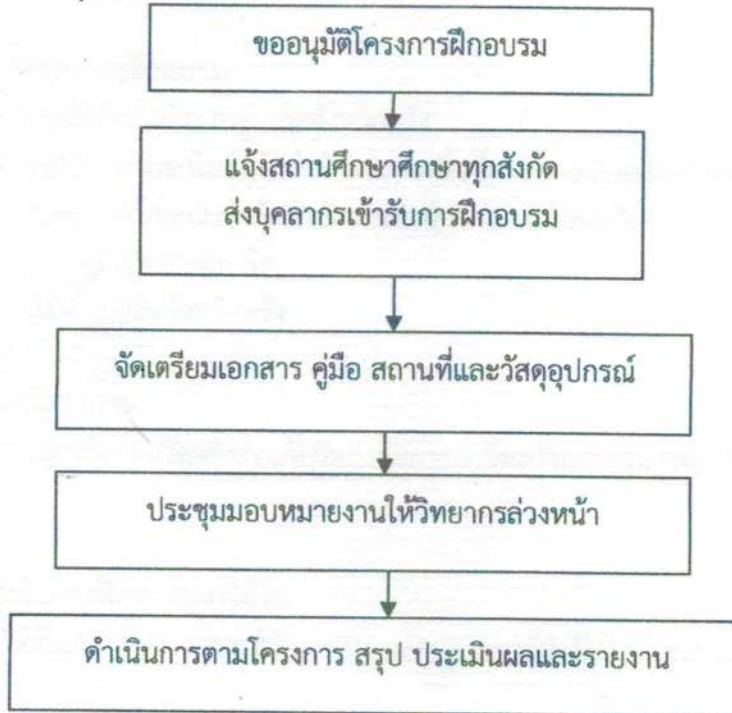 ขออนุมัติโครงการฝึกอบรม
แจ้งสถานศึกษาศึกษาทุกสังกัด
ส่งบุคลากรเข้ารับการฝึกอบรม
จัดเตรียมเอกสาร คู่มือ สถานที่และวัสดุอุปกรณ์
ประชุมมอบหมายงานให้วิทยากรล่วงหน้า
ดำเนินการตามโครงการ สรุป ประเมินผลและรายงาน